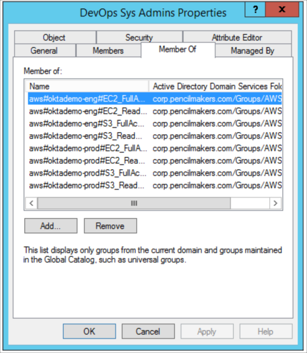 DevOps Sys Admins Properties
?
X
Object
Security
Attribute Editor
General
Members
Member Of
Managed By
Member of:
Name
Active Directory Domain Services Fold
aws#oktademo-eng#EC2_FullA... corp.pencilmakers.com/Groups/AWS
aws#oktademo-eng#EC2_Read... corp.pencilmakers.com/Groups/AWS
aws#oktademo-eng#S3_FullAc... corp.pencilmakers.com/Groups/AWS
aws#oktademo-eng#S3_Read... corp.pencilmakers.com/Groups/AWS
aws#oktademo-prod#EC2_FullA... corp.pencilmakers.com/Groups/AWS
aws#oktademo-prod#EC2_Rea... corp.pencilmakers.com/Groups/AWS
aws#oktademo-prod#S3_FullAc... corp.pencilmakers.com/Groups/AWS
aws#oktademo-prod#S3_Read... corp.pencilmakers.com/Groups/AWS
Add...
Remove
This list displays only groups from the current domain and groups maintained
in the Global Catalog, such as universal groups.
OK
Cancel
Apply
Help